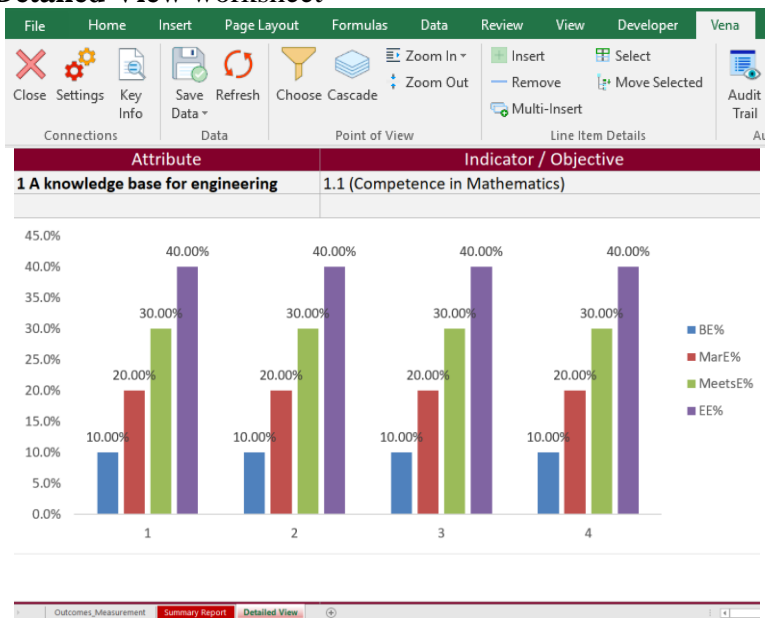 Detailed View worksheet
File Home Insert Page Layout Formulas Data Review View Developer Vena
Close Settings Key Info Save Data Refresh Choose Cascade Zoom In Zoom Out Insert Remove Multi-Insert Select Move Selected Audit Trail
Connections Data Point of View Line Item Details Au
Attribute Indicator / Objective
1 A knowledge base for engineering 1.1 (Competence in Mathematics)
45.0%
40.0%
35.0%
30.0%
25.0%
20.0%
15.0%
10.0%
5.0%
0.0%
40.00% 40.00% 40.00% 40.00%
30.00% 30.00% 30.00% 30.00%
20.00% 20.00% 20.00% 20.00%
10.00% 10.00% 10.00% 10.00%
1 2 3 4
BE%
MarE%
MeetsE%
EE%
Outcomes_Measurement Summary Report Detailed View